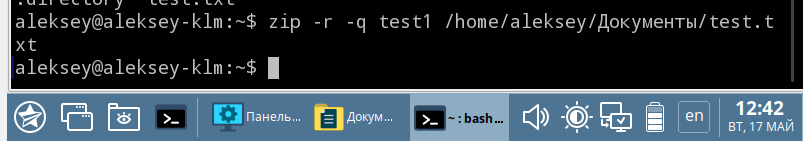 .directory test.txt
aleksey@aleksey-klm:~$ zip -r -q test1 /home/aleksey/Документы/test.t
xt
aleksey@aleksey-klm:~$
Панель...
Докум...
~ : bash ...
en
12:42
ВТ, 17 МАЙ